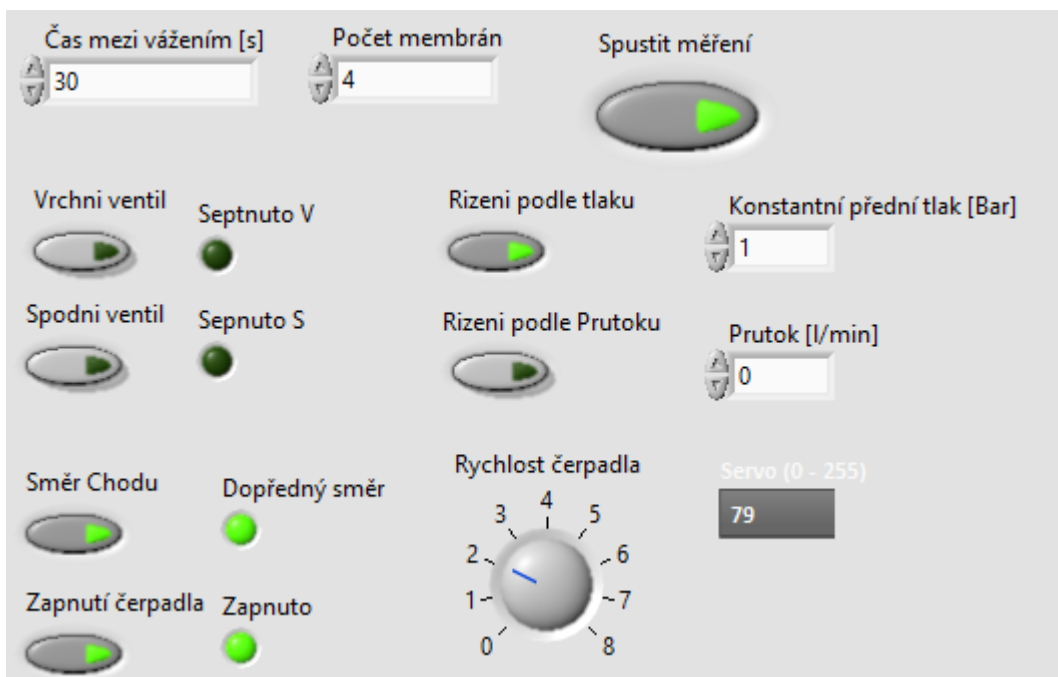 Čas mezi vážením [s]
Počet membrán
Spustit měření
30
4
Vrchni ventil
Septnuto V
Rizeni podle tlaku
Konstantní přední tlak [Bar]
1
Spodni ventil
Sepnuto S
Rizeni podle Prutoku
Prutok [l/min]
0
Směr Chodu
Dopředný směr
Rychlost čerpadla
Servo (0 - 255)
79
0
1
2
3
4
5
6
7
8
Zapnutí čerpadla
Zapnuto